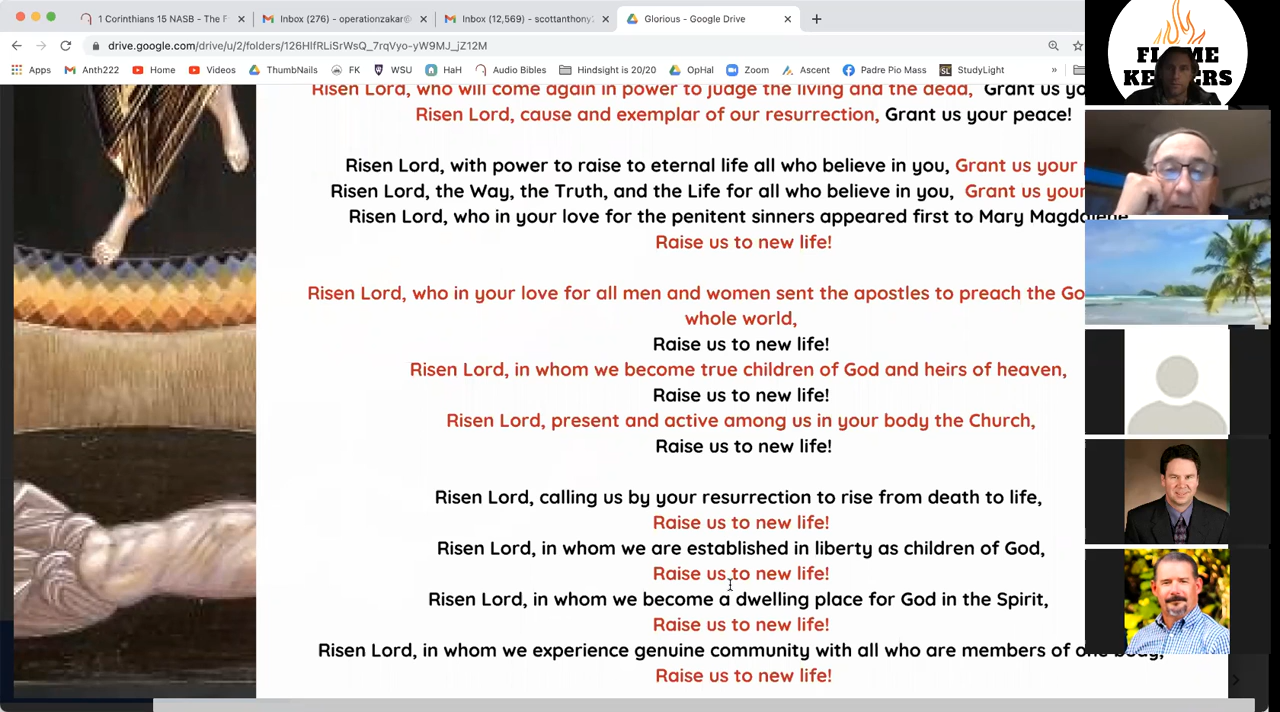 1 Corinthians 15 NASB - The F
Inbox (276) - operationzakar@
Inbox (12,569) - scottanthony
Glorious - Google Drive
drive.google.com/drive/u/2/folders/126HIfRLiSrWsQ_7rqVyo-yW9MJ_jZ12M
Apps Anth222 Home Videos ThumbNails FK WSU HaH Audio Bibles Hindsight is 20/20 OpHal Zoom Ascent Padre Pio Mass StudyLight »
FLAME
KEEPERS
Risen Lord, who will come again in power to judge the living and the dead, Grant us
Risen Lord, cause and exemplar of our resurrection, Grant us your peace!
Risen Lord, with power to raise to eternal life all who believe in you, Grant us your
Risen Lord, the Way, the Truth, and the Life for all who believe in you, Grant us your
Risen Lord, who in your love for the penitent sinners appeared first to Mary Magdalene
Raise us to new life!
Risen Lord, who in your love for all men and women sent the apostles to preach the
whole world,
Raise us to new life!
Risen Lord, in whom we become true children of God and heirs of heaven,
Raise us to new life!
Risen Lord, present and active among us in your body the Church,
Raise us to new life!
Risen Lord, calling us by your resurrection to rise from death to life,
Raise us to new life!
Risen Lord, in whom we are established in liberty as children of God,
Raise us to new life!
Risen Lord, in whom we become a dwelling place for God in the Spirit,
Raise us to new life!
Risen Lord, in whom we experience genuine community with all who are members of one body,
Raise us to new life!